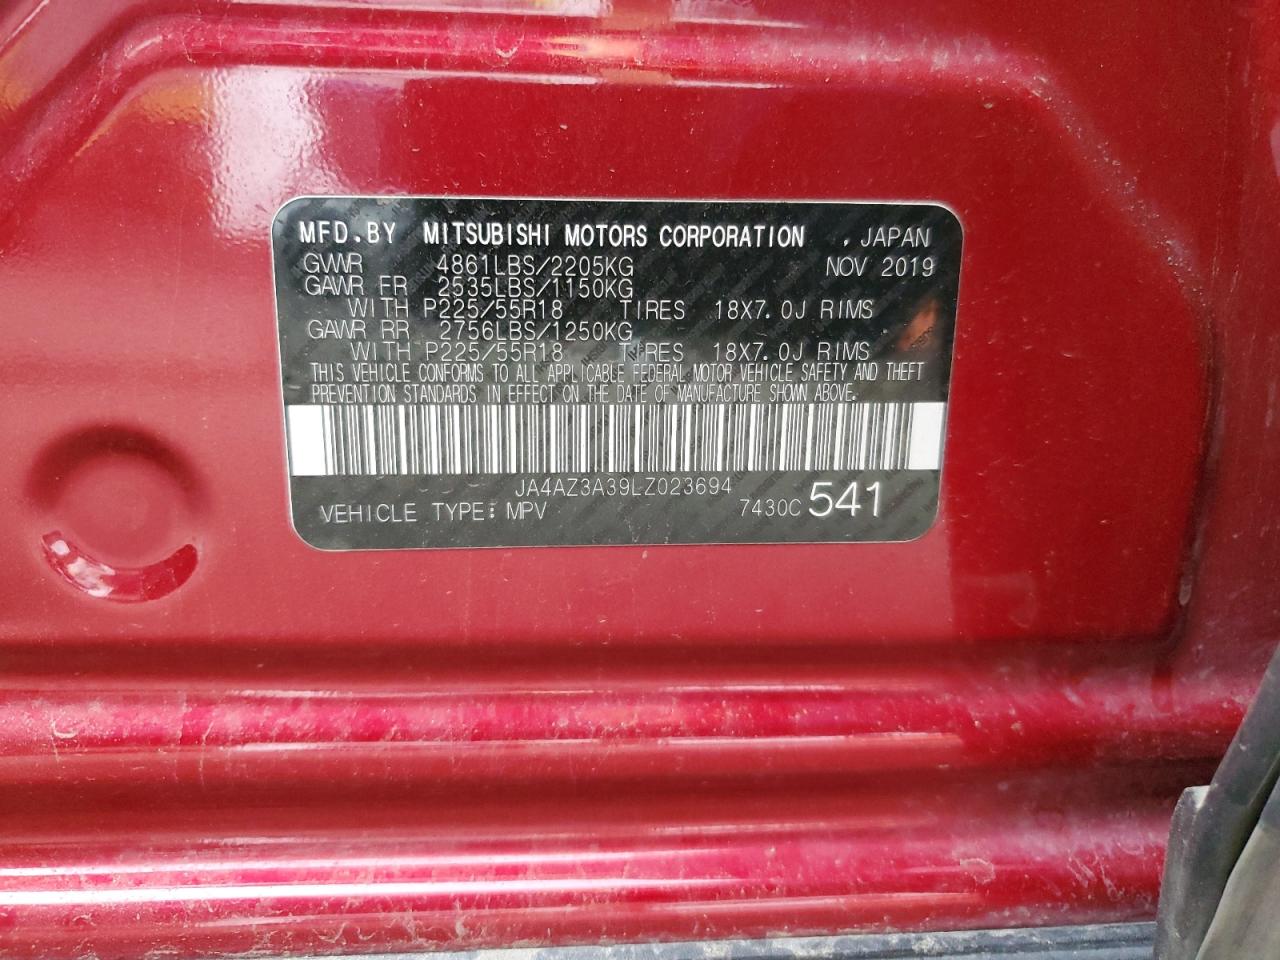 MFD.BY MITSUBISHI MOTORS CORPORATION , JAPAN
GVWR 4861LBS/2205KG NOV 2019
GAWR FR 2535LBS/1150KG
WITH P225/55R18 TIRES 18X7.0J RIMS
GAWR RR 2756LBS/1250KG
WITH P225/55R18 TIRES 18X7.0J RIMS
THIS VEHICLE CONFORMS TO ALL APPLICABLE FEDERAL MOTOR VEHICLE SAFETY AND THEFT
PREVENTION STANDARDS IN EFFECT ON THE DATE OF MANUFACTURE SHOWN ABOVE.
JA4AZ3A39LZ023694
VEHICLE TYPE: MPV 7430C 541